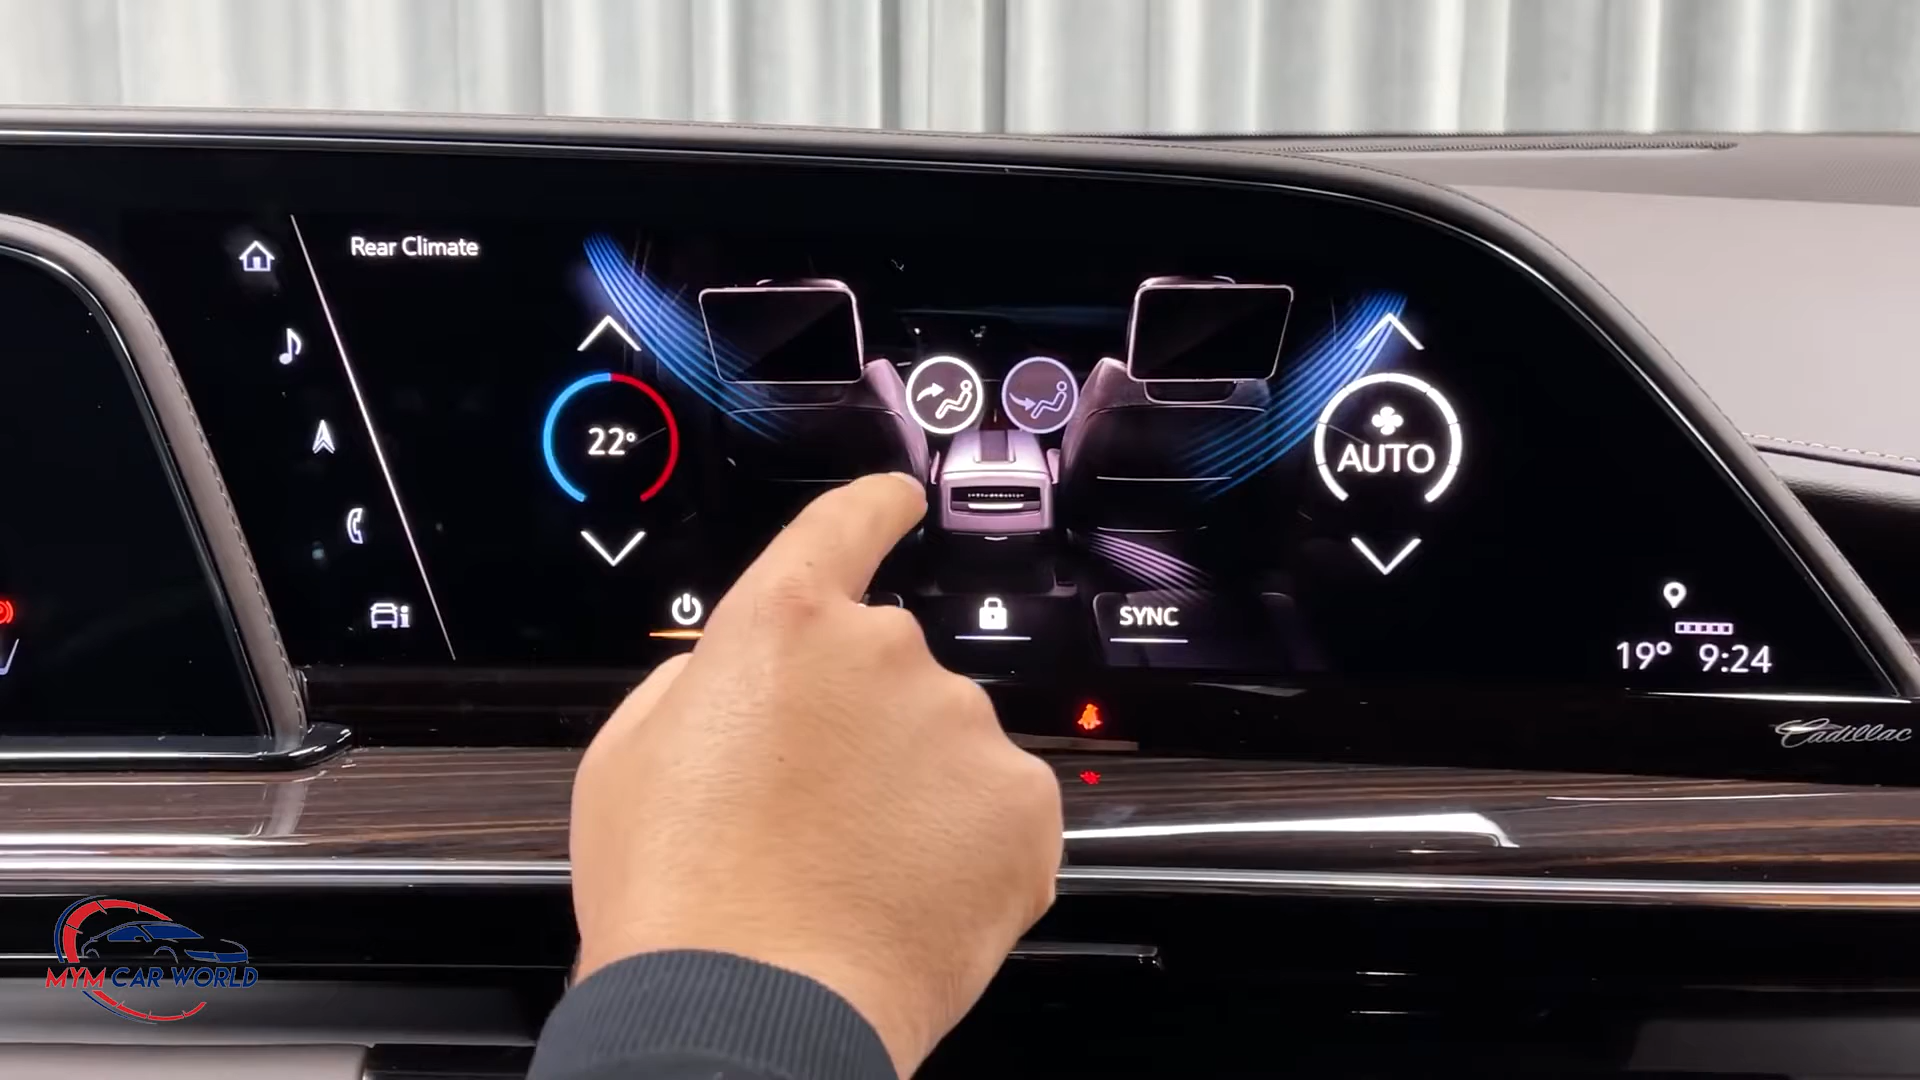 Rear Climate
22°
AUTO
SYNC
19° 9:24
Cadillac
MYM CAR WORLD